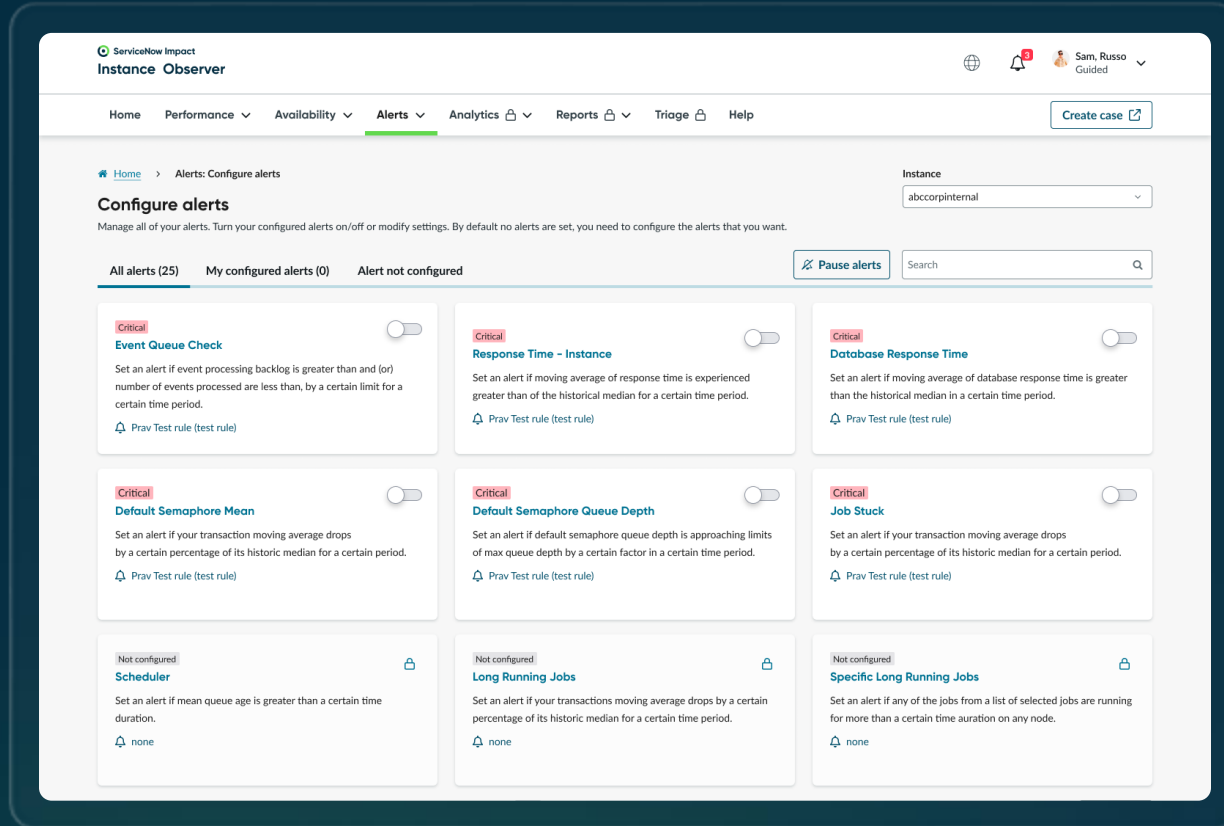 ServiceNow Impact
Instance Observer
3
Sam, Russo
Guided
Home Performance Availability Alerts Analytics Reports Triage Help Create case
Home > Alerts: Configure alerts
Instance
abccorpinternal
Configure alerts
Manage all of your alerts. Turn your configured alerts on/off or modify settings. By default no alerts are set, you need to configure the alerts that you want.
All alerts (25) My configured alerts (0) Alert not configured Pause alerts Search
Critical
Event Queue Check
Set an alert if event processing backlog is greater than and (or)
number of events processed are less than, by a certain limit for a
certain time period.
Prav Test rule (test rule)
Critical
Response Time - Instance
Set an alert if moving average of response time is experienced
greater than of the historical median for a certain time period.
Prav Test rule (test rule)
Critical
Database Response Time
Set an alert if moving average of database response time is greater
than the historical median in a certain time period.
Prav Test rule (test rule)
Critical
Default Semaphore Mean
Set an alert if your transaction moving average drops
by a certain percentage of its historic median for a certain period.
Prav Test rule (test rule)
Critical
Default Semaphore Queue Depth
Set an alert if default semaphore queue depth is approaching limits
of max queue depth by a certain factor in a certain time period.
Prav Test rule (test rule)
Critical
Job Stuck
Set an alert if your transaction moving average drops
by a certain percentage of its historic median for a certain period.
Prav Test rule (test rule)
Not configured
Scheduler
Set an alert if mean queue age is greater than a certain time
duration.
none
Not configured
Long Running Jobs
Set an alert if your transactions moving average drops by a certain
percentage of its historic median for a certain time period.
none
Not configured
Specific Long Running Jobs
Set an alert if any of the jobs from a list of selected jobs are running
for more than a certain time auration on any node.
none